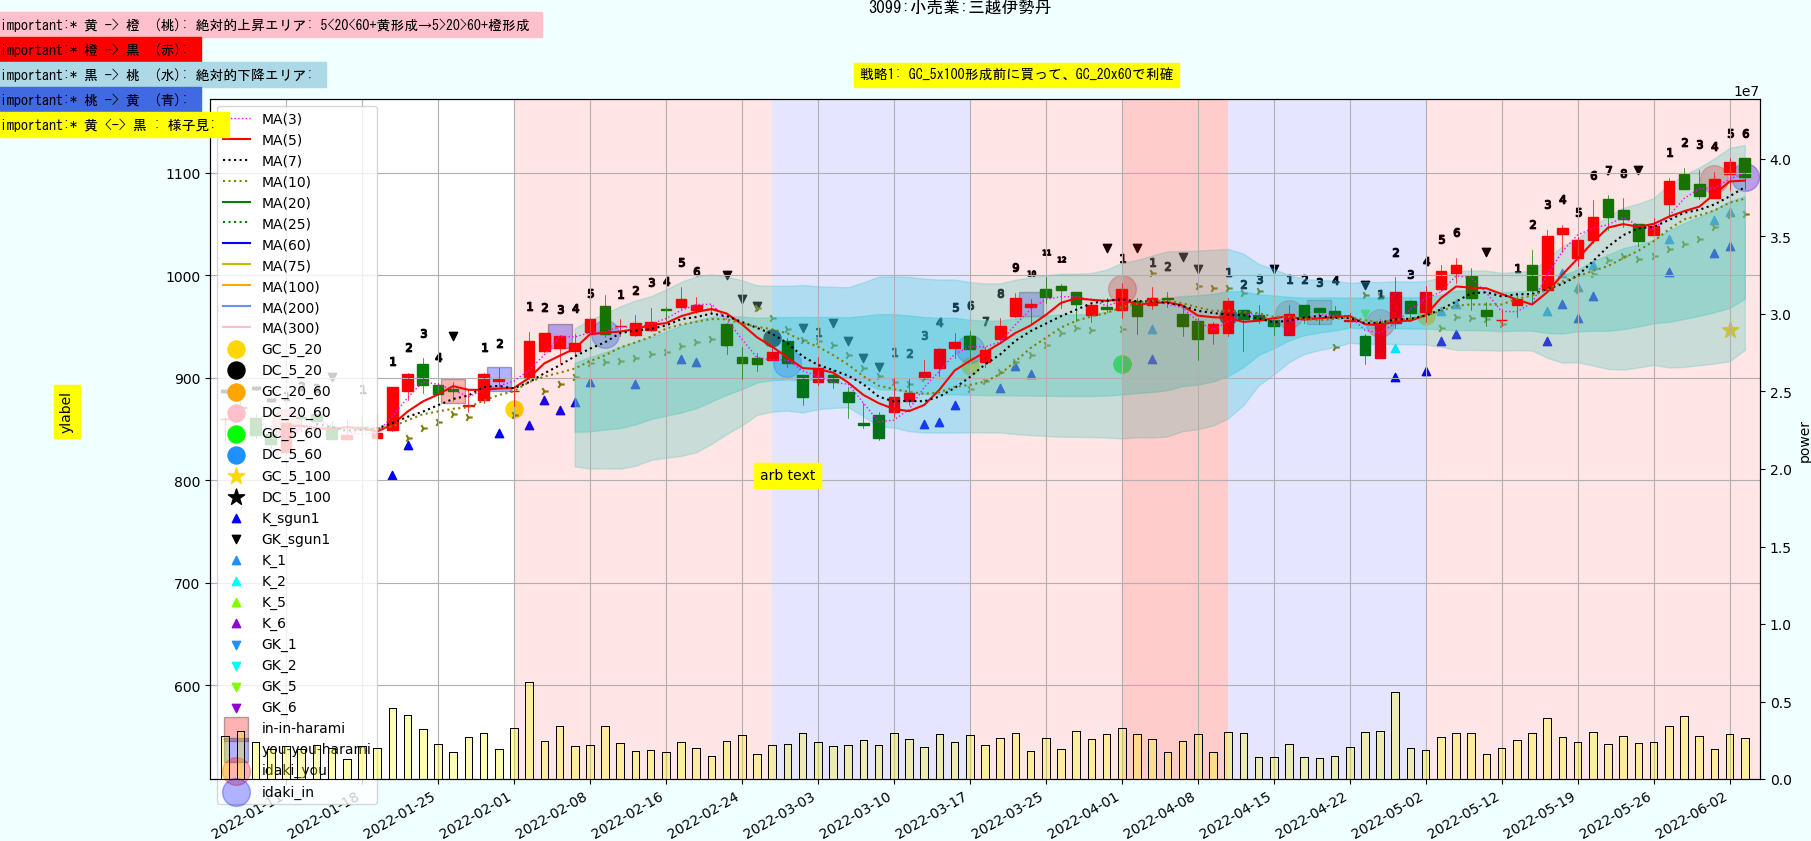 3099:小売業:三越伊勢丹
important:* 黄 -> 橙 (桃): 絶対的上昇エリア: 5<20<60+黄形成→5>20>60+橙形成
important:* 橙 -> 黒 (赤):
important:* 黒 -> 桃 (水): 絶対的下降エリア:
important:* 桃 -> 黄 (青):
important:* 黄 <-> 黒 : 様子見:
戦略1: GC_5x100形成前に買って、GC_20x60で利確
1e7
MA(3)
MA(5)
MA(7)
MA(10)
MA(20)
MA(25)
MA(60)
MA(75)
MA(100)
MA(200)
MA(300)
GC_5_20
DC_5_20
GC_20_60
DC_20_60
GC_5_60
DC_5_60
GC_5_100
DC_5_100
K_sgun1
GK_sgun1
K_1
K_2
K_5
K_6
GK_1
GK_2
GK_5
GK_6
in-in-harami
you-you-harami
idaki_you
idaki_in
1100
1000
900
800
700
600
ylabel
arb text
4.0
3.5
3.0
2.5
2.0
1.5
1.0
0.5
0.0
power
2022-01-11
2022-01-18
2022-01-25
2022-02-01
2022-02-08
2022-02-16
2022-02-24
2022-03-03
2022-03-10
2022-03-17
2022-03-25
2022-04-01
2022-04-08
2022-04-15
2022-04-22
2022-05-02
2022-05-12
2022-05-19
2022-05-26
2022-06-02